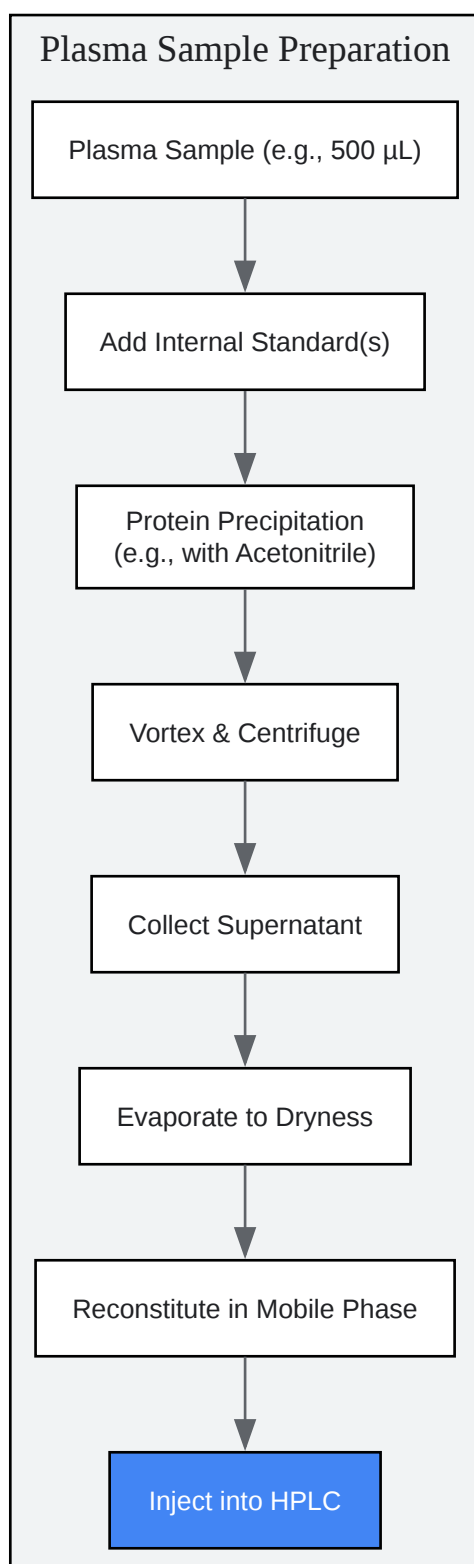 Plasma Sample Preparation
Plasma Sample (e.g., 500 µL)
Add Internal Standard(s)
Protein Precipitation
(e.g., with Acetonitrile)
Vortex & Centrifuge
Collect Supernatant
Evaporate to Dryness
Reconstitute in Mobile Phase
Inject into HPLC